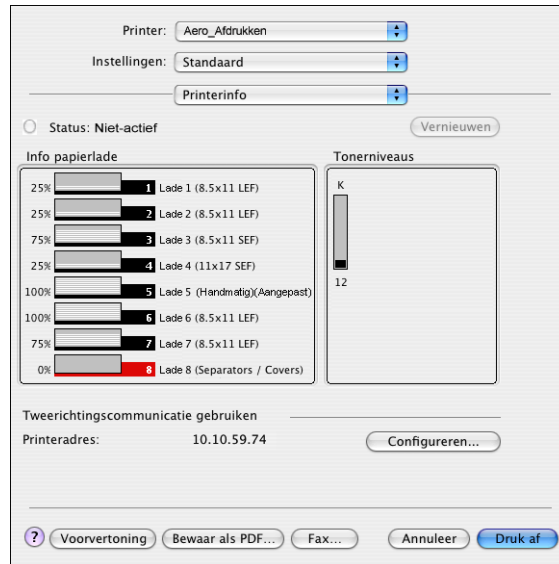 Printer: Aero_Afdrukken
Instellingen: Standaard
Printerinfo
Status: Niet-actief
Vernieuwen
Info papierlade
Tonerniveaus
25% 1 Lade 1 (8.5x11 LEF)
25% 2 Lade 2 (8.5x11 LEF)
75% 3 Lade 3 (8.5x11 SEF)
25% 4 Lade 4 (11x17 SEF)
100% 5 Lade 5 (Handmatig)(Aangepast)
100% 6 Lade 6 (8.5x11 LEF)
75% 7 Lade 7 (8.5x11 LEF)
0% 8 Lade 8 (Separators / Covers)
K
12
Tweerichtingscommunicatie gebruiken
Printeradres: 10.10.59.74
Configureren...
? Voorvertoning Bewaar als PDF... Fax... Annuleer Druk af